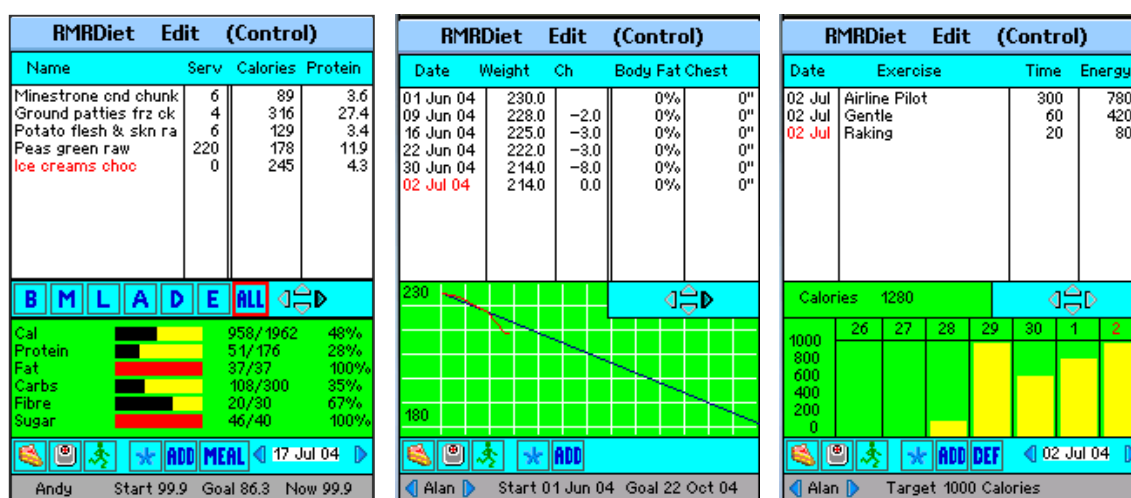 RMRDiet Edit (Control)
Name Serv Calories Protein
Minestrone cnd chunk 6 89 3.6
Ground patties frz ck 4 316 27.4
Potato flesh & skn ra 6 129 3.4
Peas green raw 220 178 11.9
Ice creams choc 0 245 4.3
B M L A D E ALL
Cal 958/1962 48%
Protein 51/176 28%
Fat 37/37 100%
Carbs 108/300 35%
Fibre 20/30 67%
Sugar 46/40 100%
ADD MEAL 17 Jul 04
Andy Start 99.9 Goal 86.3 Now 99.9
RMRDiet Edit (Control)
Date Weight Ch Body Fat Chest
01 Jun 04 230.0 0% 0"
09 Jun 04 228.0 -2.0 0% 0"
16 Jun 04 225.0 -3.0 0% 0"
22 Jun 04 222.0 -3.0 0% 0"
30 Jun 04 214.0 -8.0 0% 0"
02 Jul 04 214.0 0.0 0% 0"
230
180
ADD
Alan Start 01 Jun 04 Goal 22 Oct 04
RMRDiet Edit (Control)
Date Exercise Time Energy
02 Jul Airline Pilot 300 780
02 Jul Gentle 60 420
02 Jul Raking 20 80
Calories 1280
26 27 28 29 30 1 2
1000
800
600
400
200
0
ADD DEF 02 Jul 04
Alan Target 1000 Calories